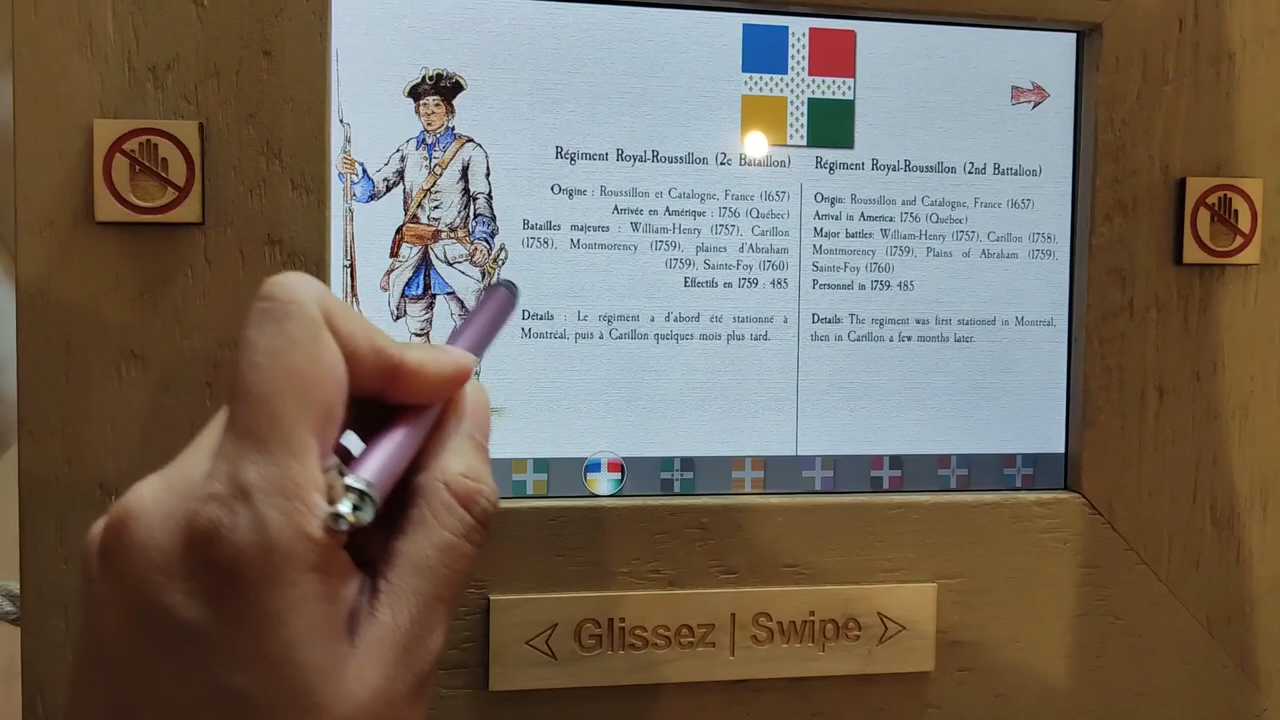 Régiment Royal-Roussillon (2e Bataillon)
Origine : Roussillon et Catalogne, France (1657)
Arrivée en Amérique : 1756 (Québec)
Batailles majeures : William-Henry (1757), Carillon
(1758), Montmorency (1759), plaines d'Abraham
(1759), Sainte-Foy (1760)
Effectifs en 1759 : 485
Détails : Le régiment a d'abord été stationné à
Montréal, puis à Carillon quelques mois plus tard.
Régiment Royal-Roussillon (2nd Battalion)
Origin: Roussillon and Catalogne, France (1657)
Arrival in America: 1756 (Québec)
Major battles: William-Henry (1757), Carillon (1758),
Montmorency (1759), Plains of Abraham (1759),
Sainte-Foy (1760)
Personnel in 1759: 485
Details: The regiment was first stationed in Montréal,
then in Carillon a few months later.
Glissez | Swipe